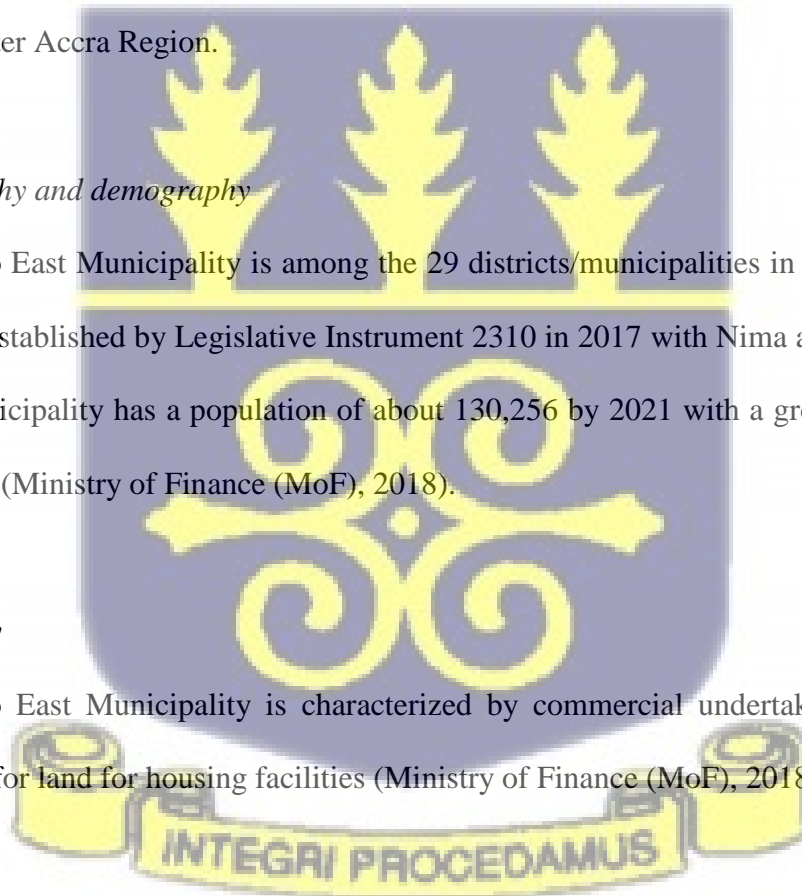 er Accra Region.
hy and demography
East Municipality is among the 29 districts/municipalities in
stablished by Legislative Instrument 2310 in 2017 with Nima a
icipality has a population of about 130,256 by 2021 with a gr
(Ministry of Finance (MoF), 2018).
East Municipality is characterized by commercial undertak
for land for housing facilities (Ministry of Finance (MoF), 2018
INTEGRI PROCEDAMUS